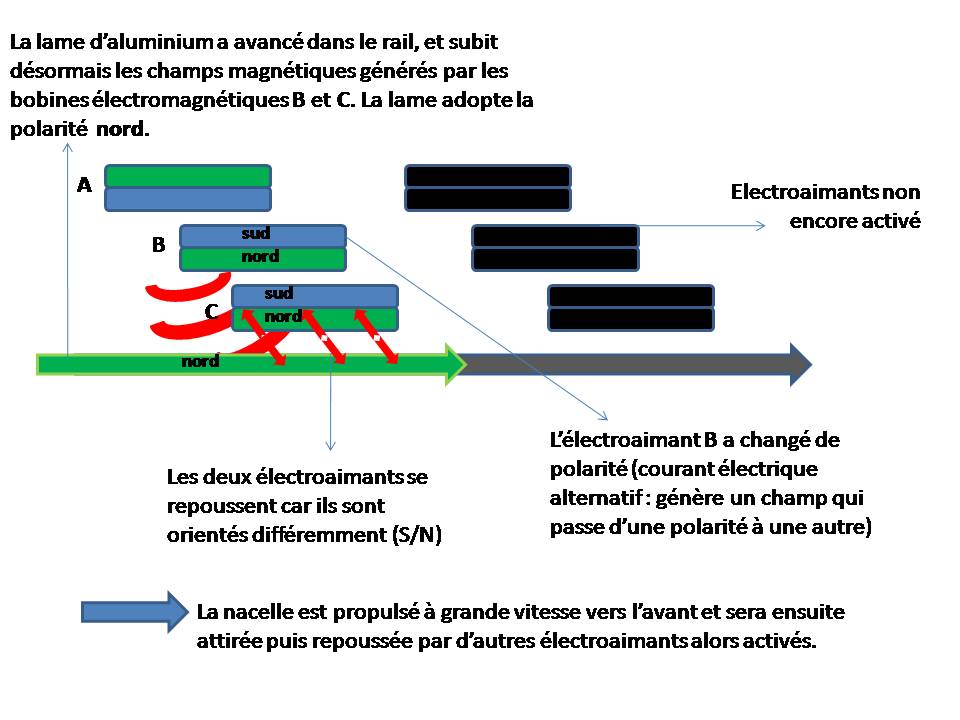 La lame d'aluminium a avancé dans le rail, et subit
désormais les champs magnétiques générés par les
bobines électromagnétiques B et C. La lame adopte la
polarité nord.
A
Electroaimants non
encore activé
B
sud
nord
C
sud
nord
nord
L'électroaimant B a changé de
polarité (courant électrique
alternatif : génère un champ qui
passe d'une polarité à une autre)
Les deux électroaimants se
repoussent car ils sont
orientés différemment (S/N)
La nacelle est propulsé à grande vitesse vers l'avant et sera ensuite
attirée puis repoussée par d'autres électroaimants alors activés.